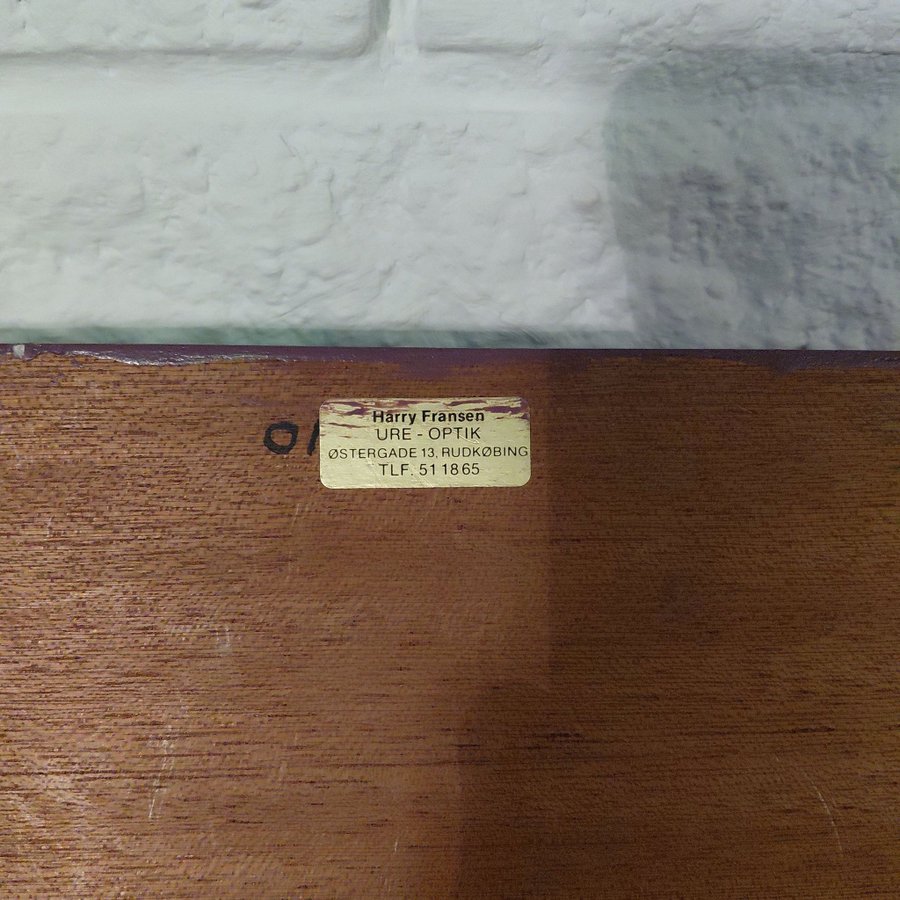 Harry Fransen
URE - OPTIK
ØSTERGADE 13, RUDKØBING
TLF. 51 18 65